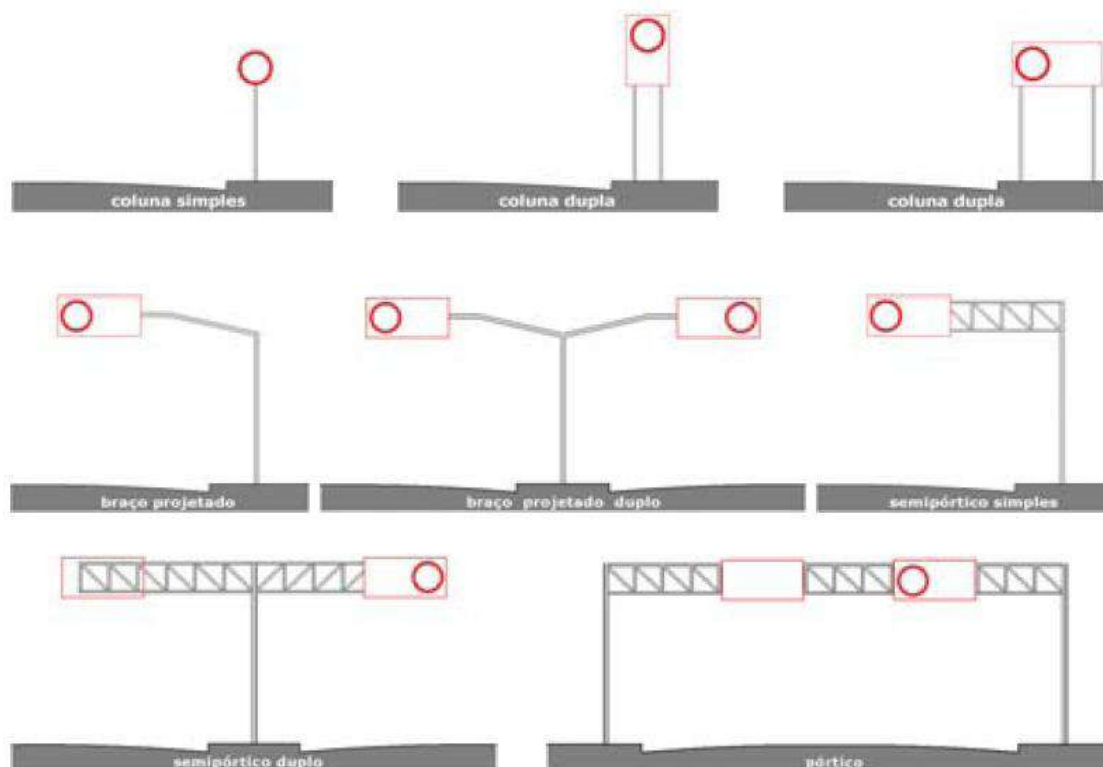 coluna simples
coluna dupla
coluna dupla
braço projetado
braço projetado duplo
semipórtico simples
semipórtico duplo
pórtico